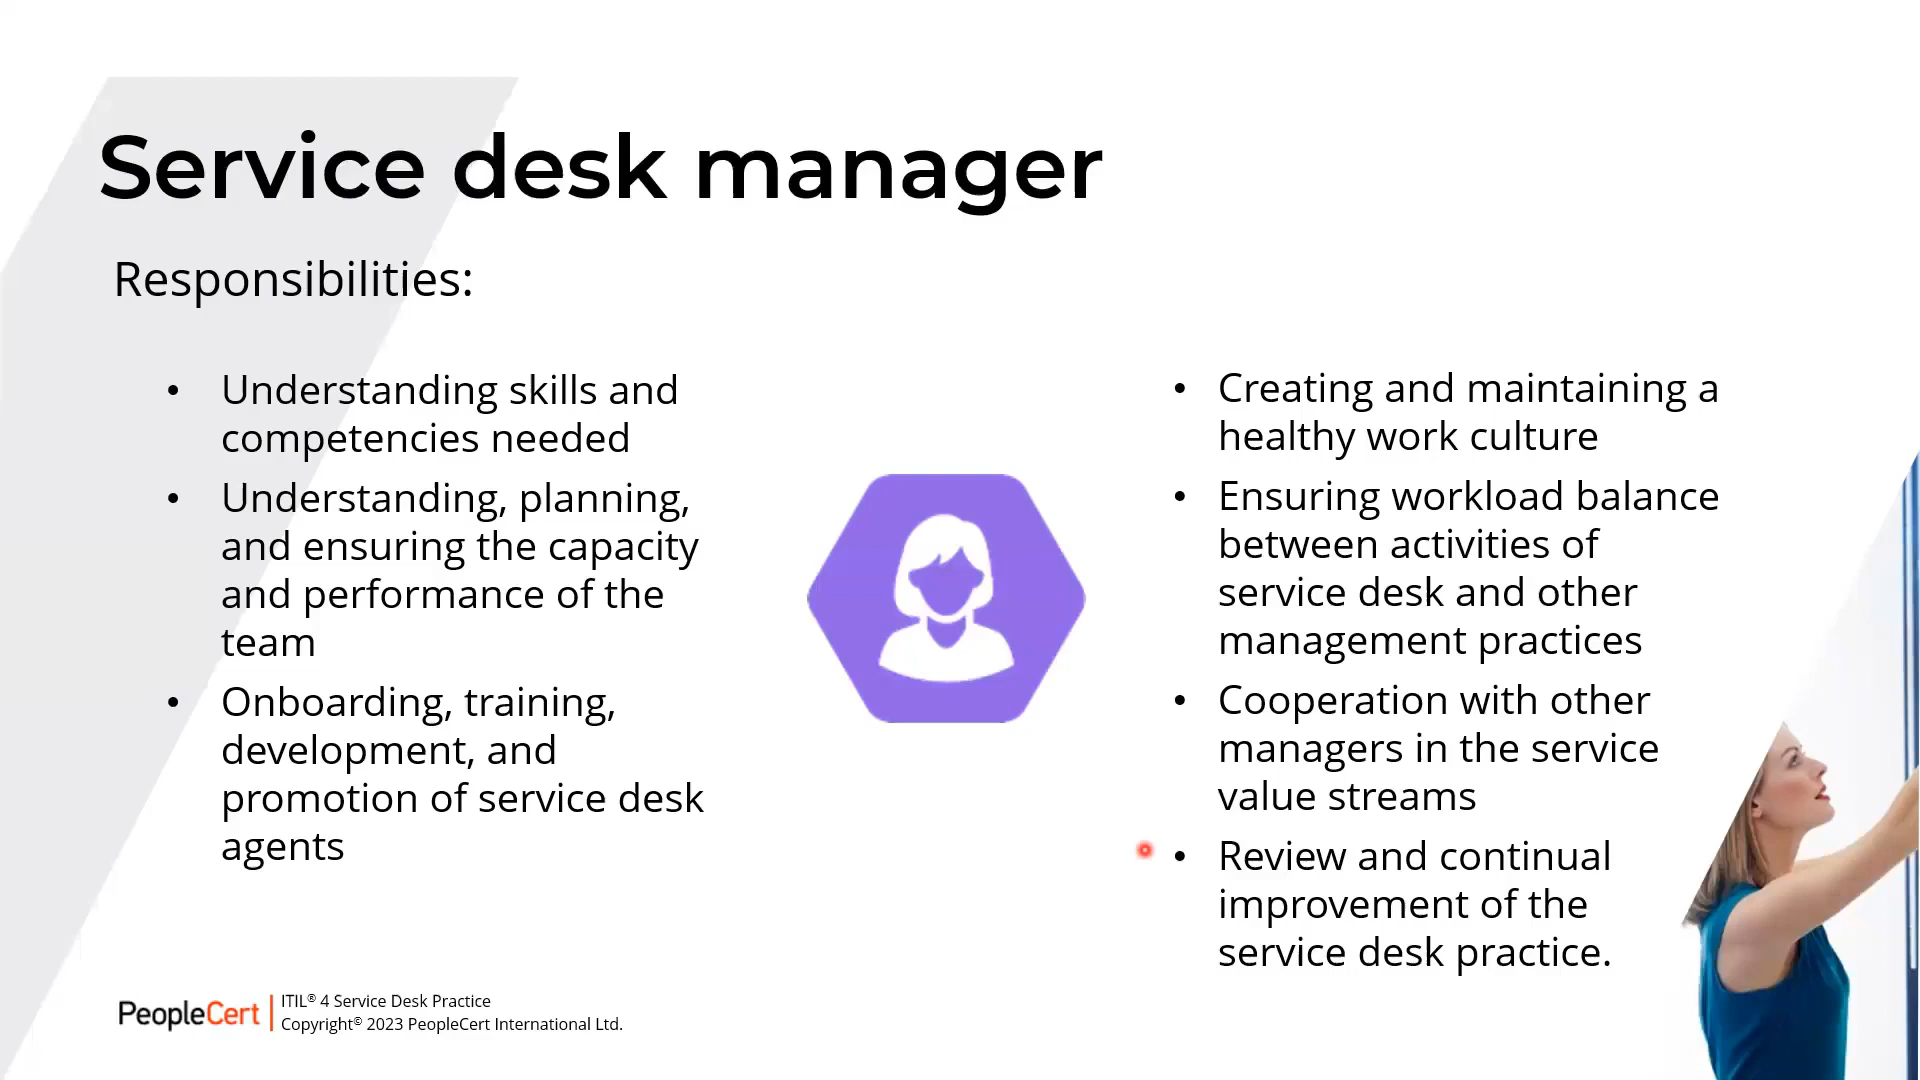 Service desk manager
Responsibilities:
• Understanding skills and
competencies needed
• Understanding, planning,
and ensuring the capacity
and performance of the
team
• Onboarding, training,
development, and
promotion of service desk
agents
• Creating and maintaining a
healthy work culture
• Ensuring workload balance
between activities of
service desk and other
management practices
• Cooperation with other
managers in the service
value streams
• Review and continual
improvement of the
service desk practice.
PeopleCert
ITIL® 4 Service Desk Practice
Copyright© 2023 PeopleCert International Ltd.